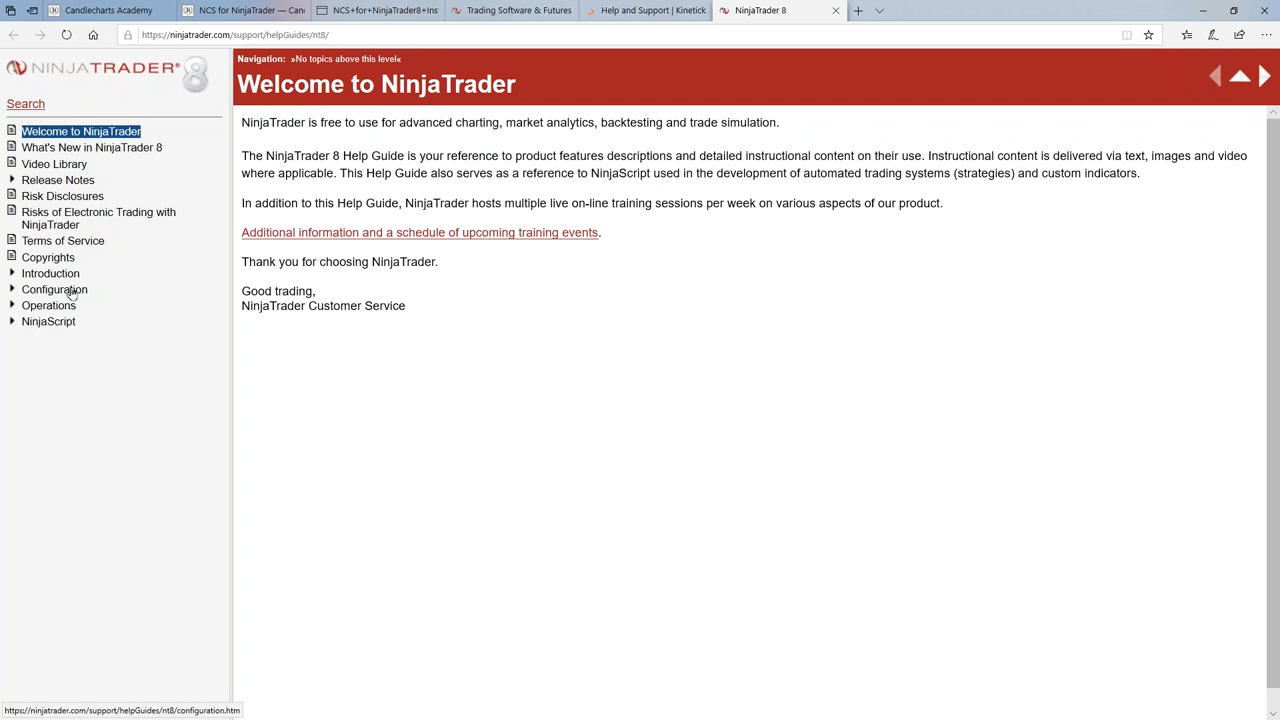 Candlecharts Academy
NCS for NinjaTrader — Can
NCS+for+NinjaTrader8+Ins
Trading Software & Futures
Help and Support | Kinetick
NinjaTrader 8
https://ninjatrader.com/support/helpGuides/nt8/
NINJATRADER® 8
Search
Welcome to NinjaTrader
What's New in NinjaTrader 8
Video Library
Release Notes
Risk Disclosures
Risks of Electronic Trading with
NinjaTrader
Terms of Service
Copyrights
Introduction
Configuration
Operations
NinjaScript
Navigation: »No topics above this level«
Welcome to NinjaTrader
NinjaTrader is free to use for advanced charting, market analytics, backtesting and trade simulation.
The NinjaTrader 8 Help Guide is your reference to product features descriptions and detailed instructional content on their use. Instructional content is delivered via text, images and video
where applicable. This Help Guide also serves as a reference to NinjaScript used in the development of automated trading systems (strategies) and custom indicators.
In addition to this Help Guide, NinjaTrader hosts multiple live on-line training sessions per week on various aspects of our product.
Additional information and a schedule of upcoming training events.
Thank you for choosing NinjaTrader.
Good trading,
NinjaTrader Customer Service
https://ninjatrader.com/support/helpGuides/nt8/configuration.htm